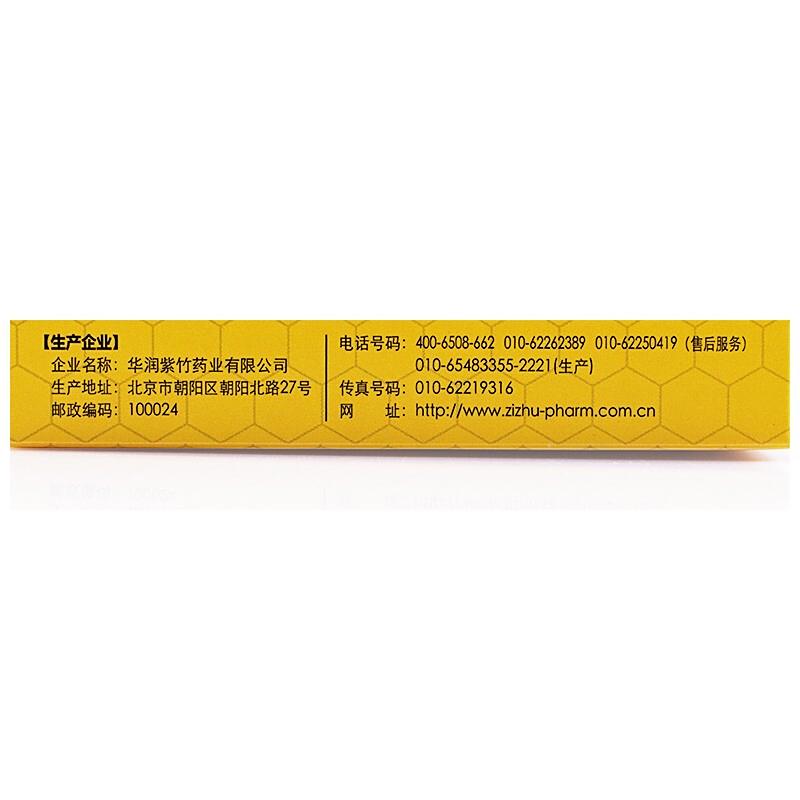 【生产企业】
企业名称：华润紫竹药业有限公司
生产地址：北京市朝阳区朝阳北路27号
邮政编码：100024
电话号码：400-6508-662 010-62262389 010-62250419（售后服务）
010-65483355-2221(生产)
传真号码：010-62219316
网 址：http://www.zizhu-pharm.com.cn